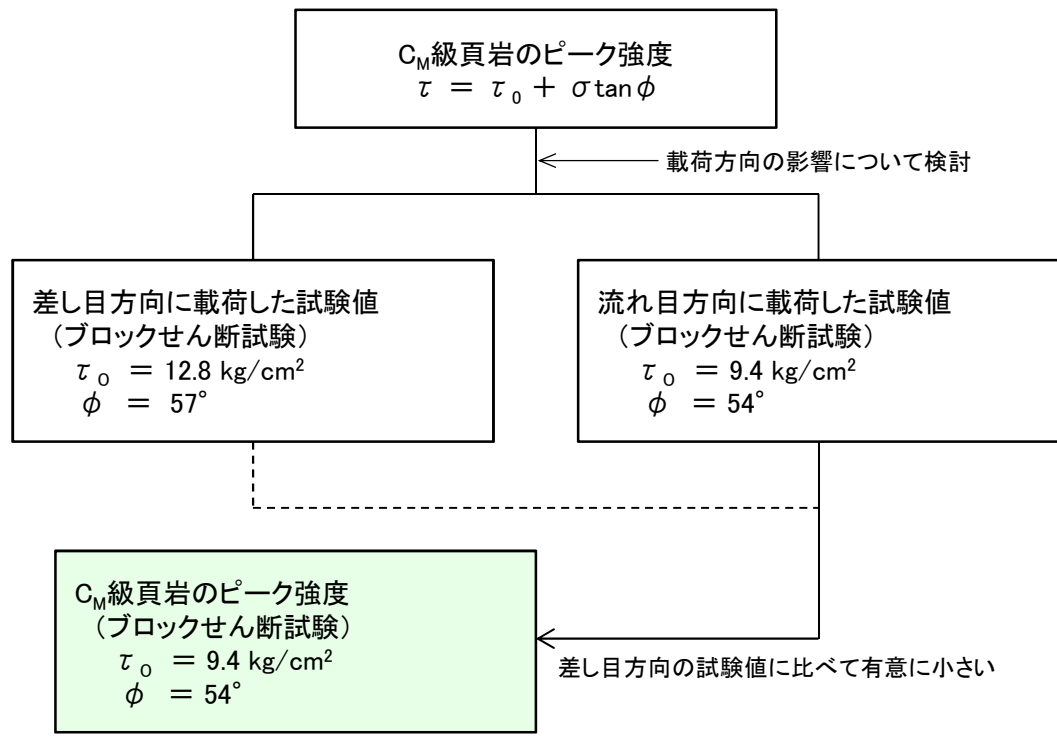 CM級頁岩のピーク強度
τ = τ0 + σtanφ
載荷方向の影響について検討
差し目方向に載荷した試験値
（ブロックせん断試験）
τ0 = 12.8 kg/cm2
φ = 57°
流れ目方向に載荷した試験値
（ブロックせん断試験）
τ0 = 9.4 kg/cm2
φ = 54°
CM級頁岩のピーク強度
（ブロックせん断試験）
τ0 = 9.4 kg/cm2
φ = 54°
差し目方向の試験値に比べて有意に小さい